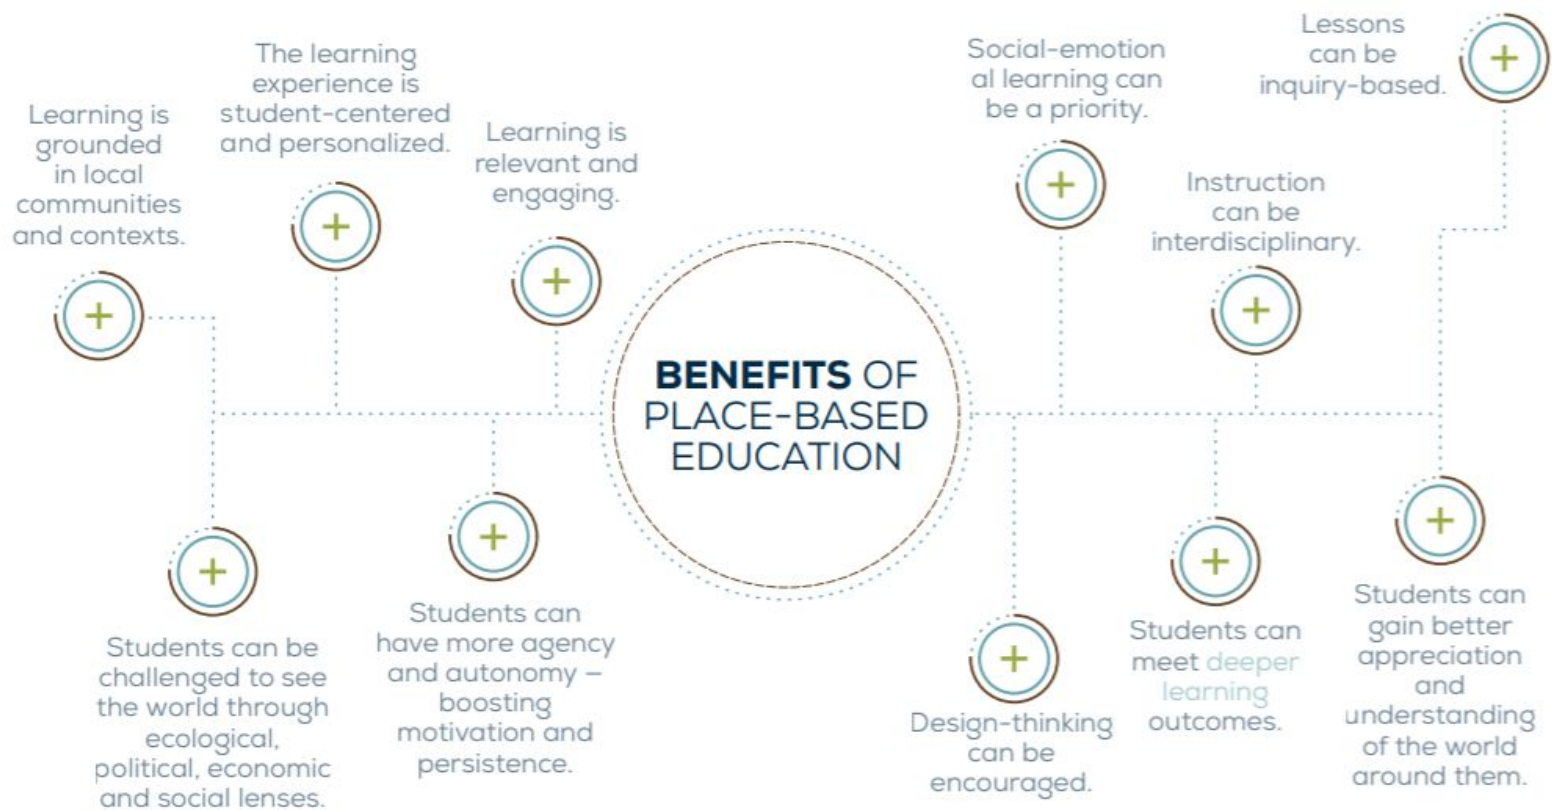 Learning is
grounded
in local
communities
and contexts.
The learning
experience is
student-centered
and personalized.
Learning is
relevant and
engaging.
Social-emotion
al learning can
be a priority.
Instruction
can be
interdisciplinary.
Lessons
can be
inquiry-based.
BENEFITS OF
PLACE-BASED
EDUCATION
Students can be
challenged to see
the world through
ecological,
political, economic
and social lenses.
Students can
have more agency
and autonomy –
boosting
motivation and
persistence.
Design-thinking
can be
encouraged.
Students can
meet deeper
learning
outcomes.
Students can
gain better
appreciation
and
understanding
of the world
around them.